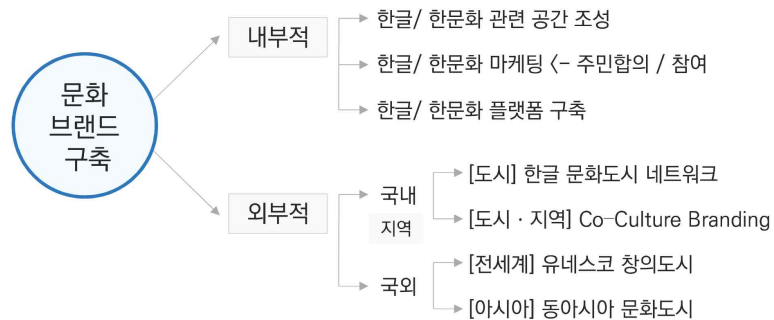 문화
브랜드
구축
내부적
한글/ 한문화 관련 공간 조성
한글/ 한문화 마케팅 <- 주민합의 / 참여
한글/ 한문화 플랫폼 구축
외부적
국내
지역
[도시] 한글 문화도시 네트워크
[도시 · 지역] Co-Culture Branding
국외
[전세계] 유네스코 창의도시
[아시아] 동아시아 문화도시